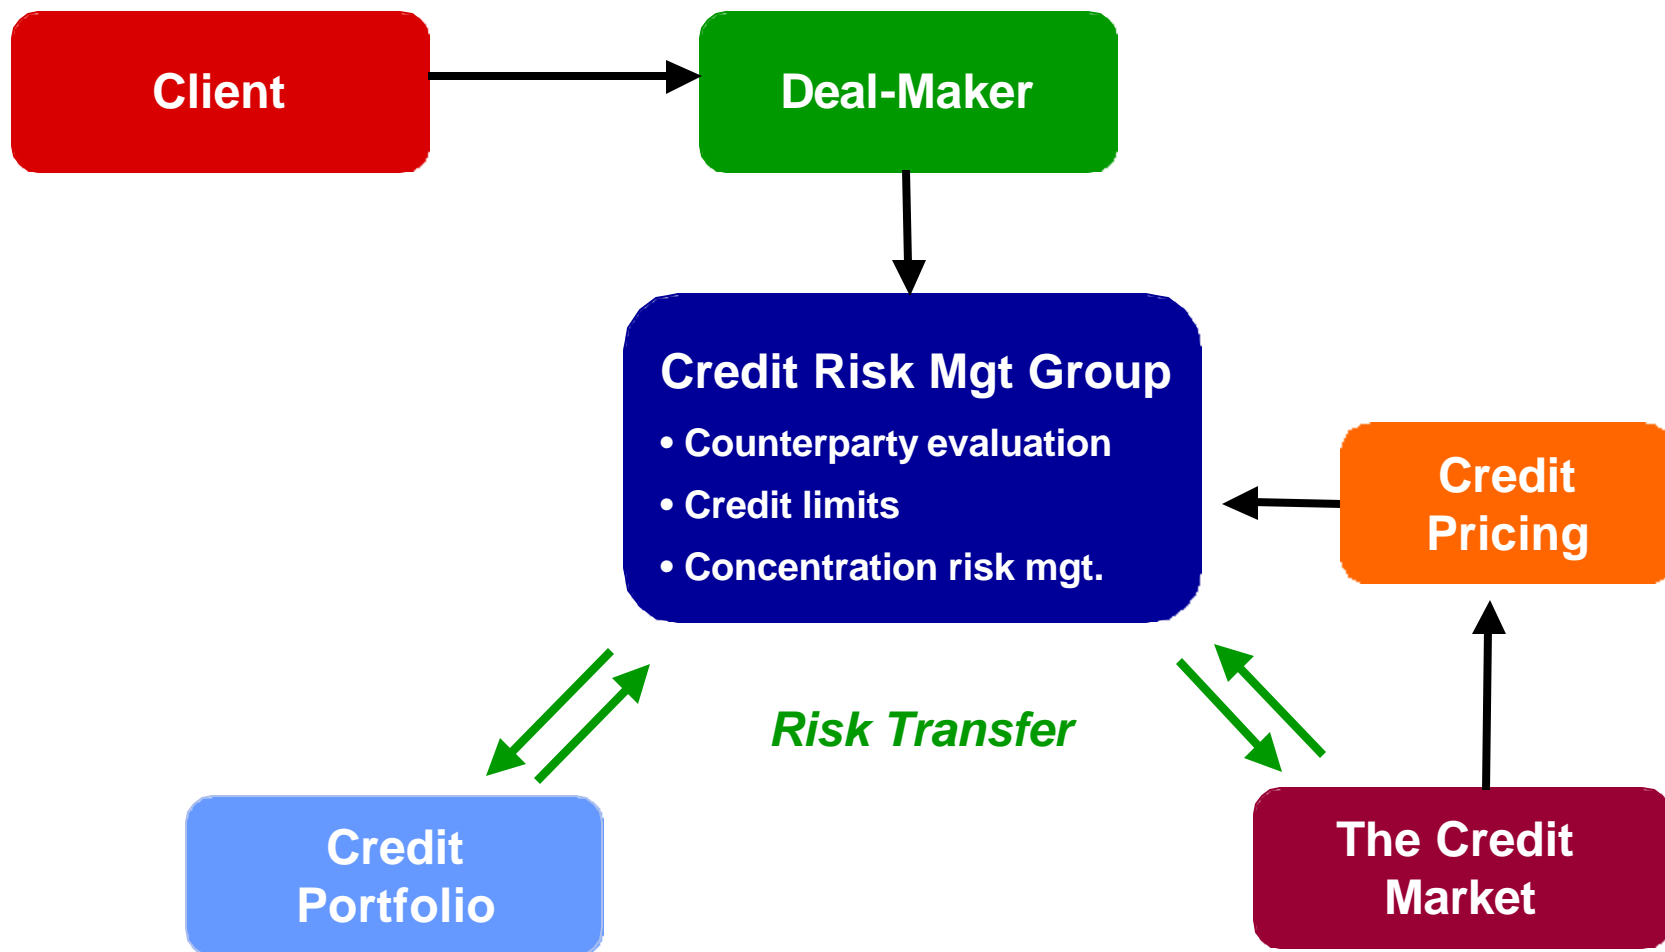 Client
Deal-Maker
Credit Risk Mgt Group
• Counterparty evaluation
• Credit limits
• Concentration risk mgt.
Credit
Pricing
Risk Transfer
Credit
Portfolio
The Credit
Market